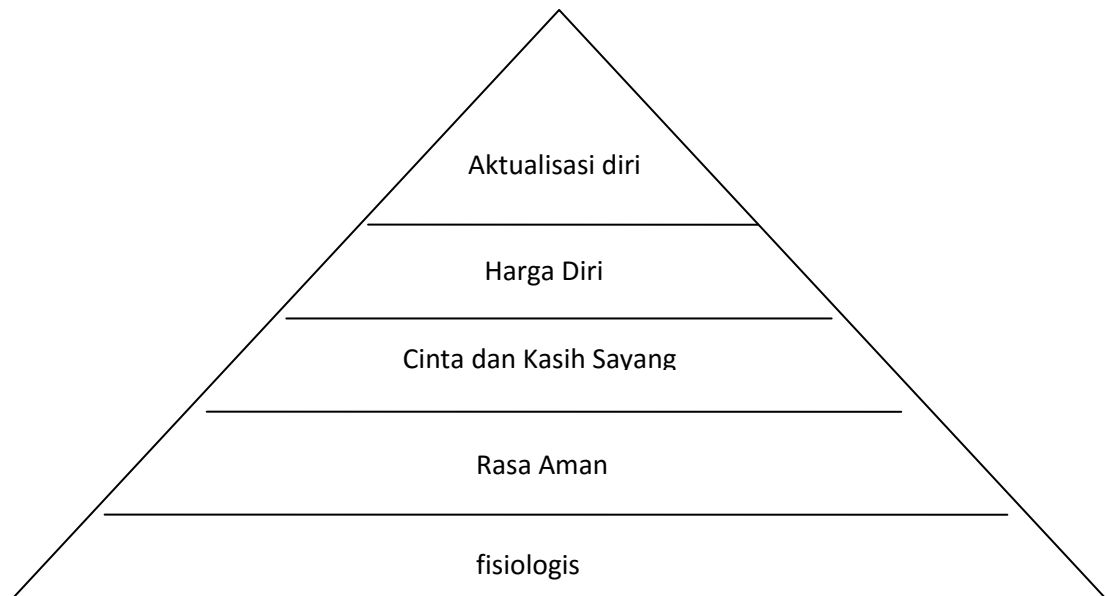 Aktualisasi diri
Harga Diri
Cinta dan Kasih Sayang
Rasa Aman
fisiologis